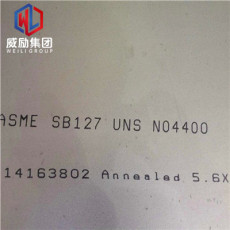 威励集团
WEILI GROUP
ASME SB127 UNS N04400
14163802 Annealed 5.6X